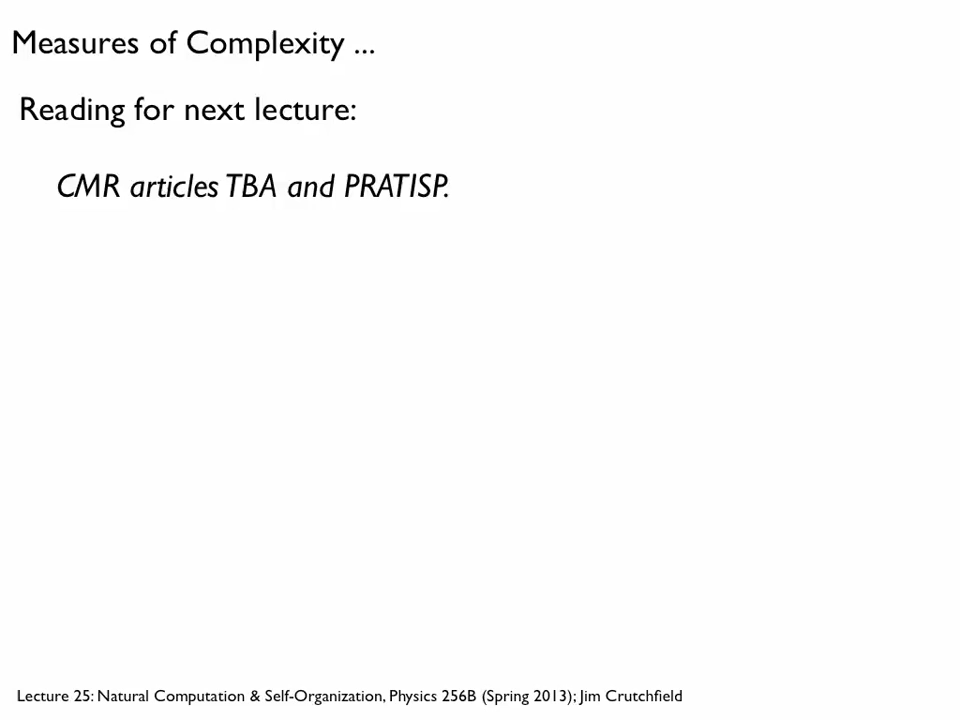 Measures of Complexity ...
Reading for next lecture:
CMR articles TBA and PRATISP.
Lecture 25: Natural Computation & Self-Organization, Physics 256B (Spring 2013); Jim Crutchfield